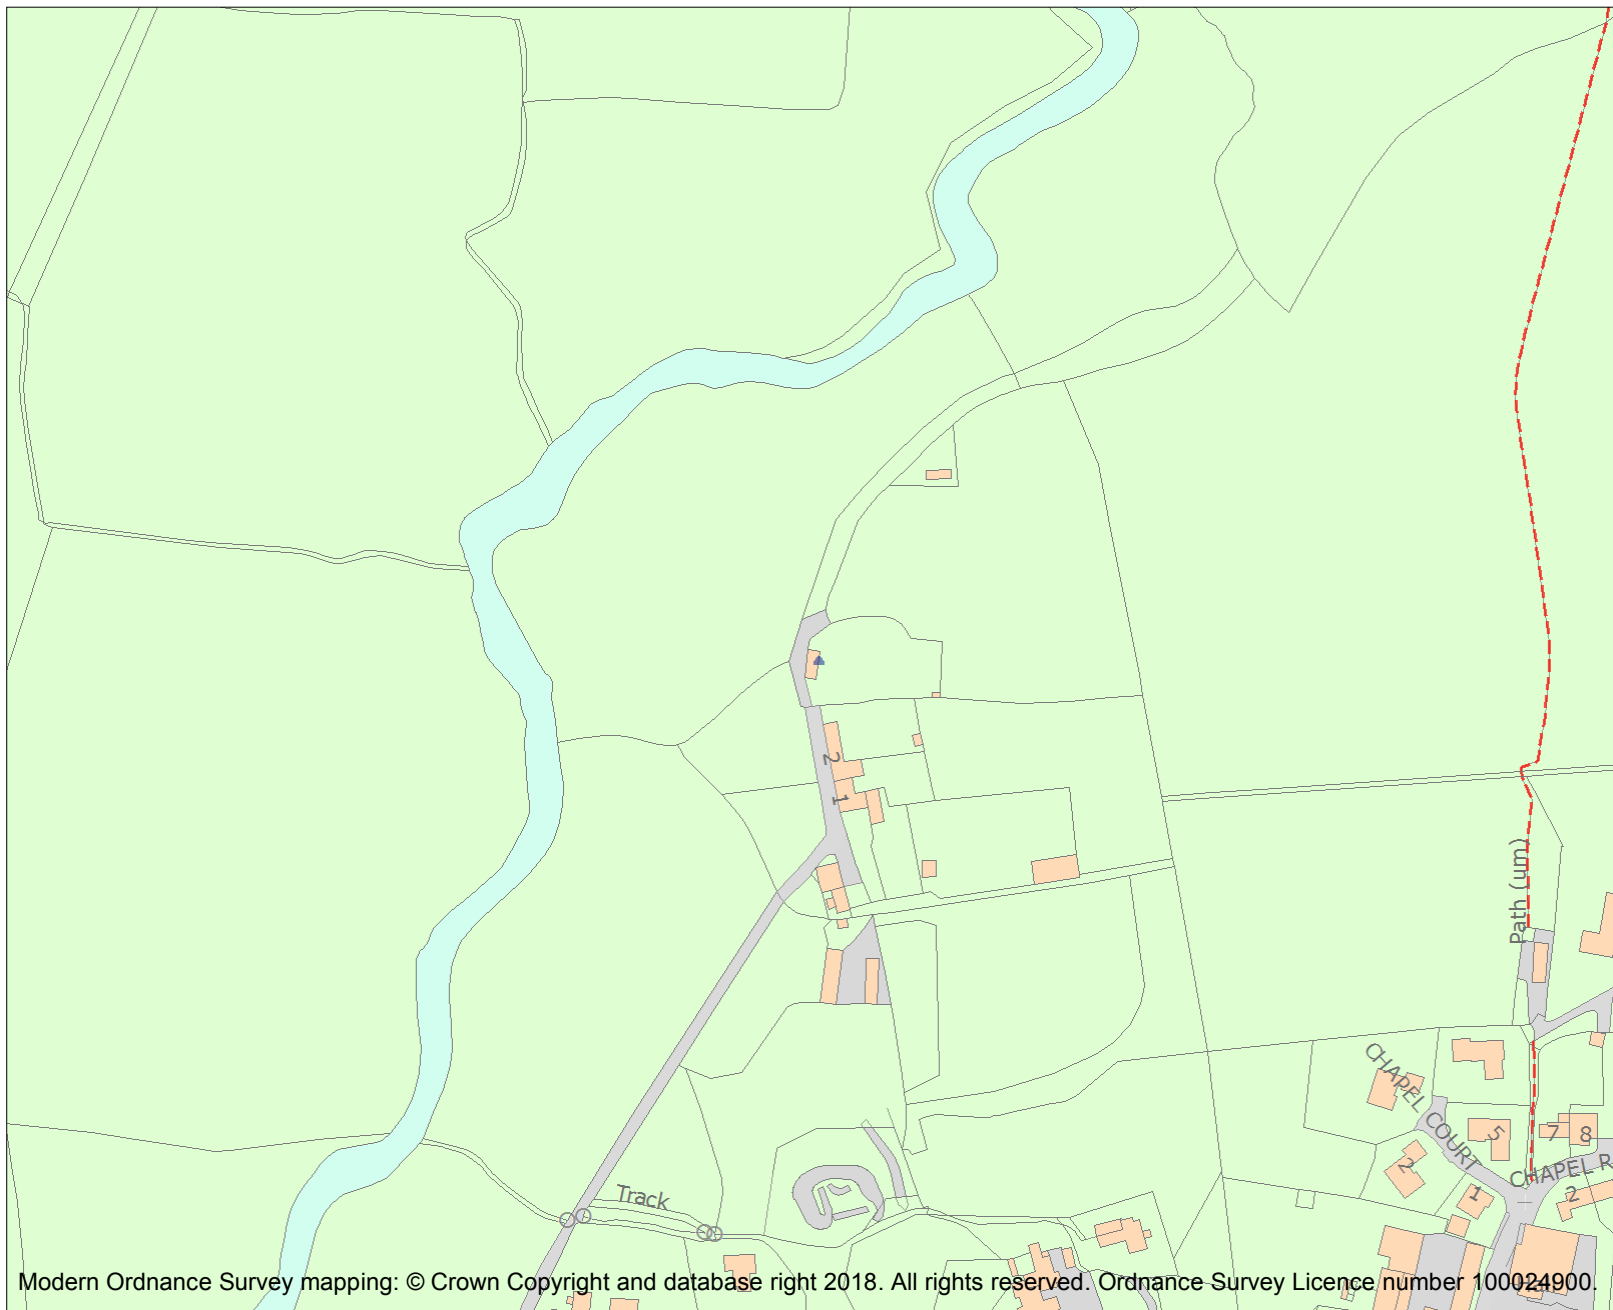 2
1
Path (um)
CHAPEL COURT
5
7
8
2
CHAPEL R
1
2
Track
Modern Ordnance Survey mapping: © Crown Copyright and database right 2018. All rights reserved. Ordnance Survey Licence number 100024900.